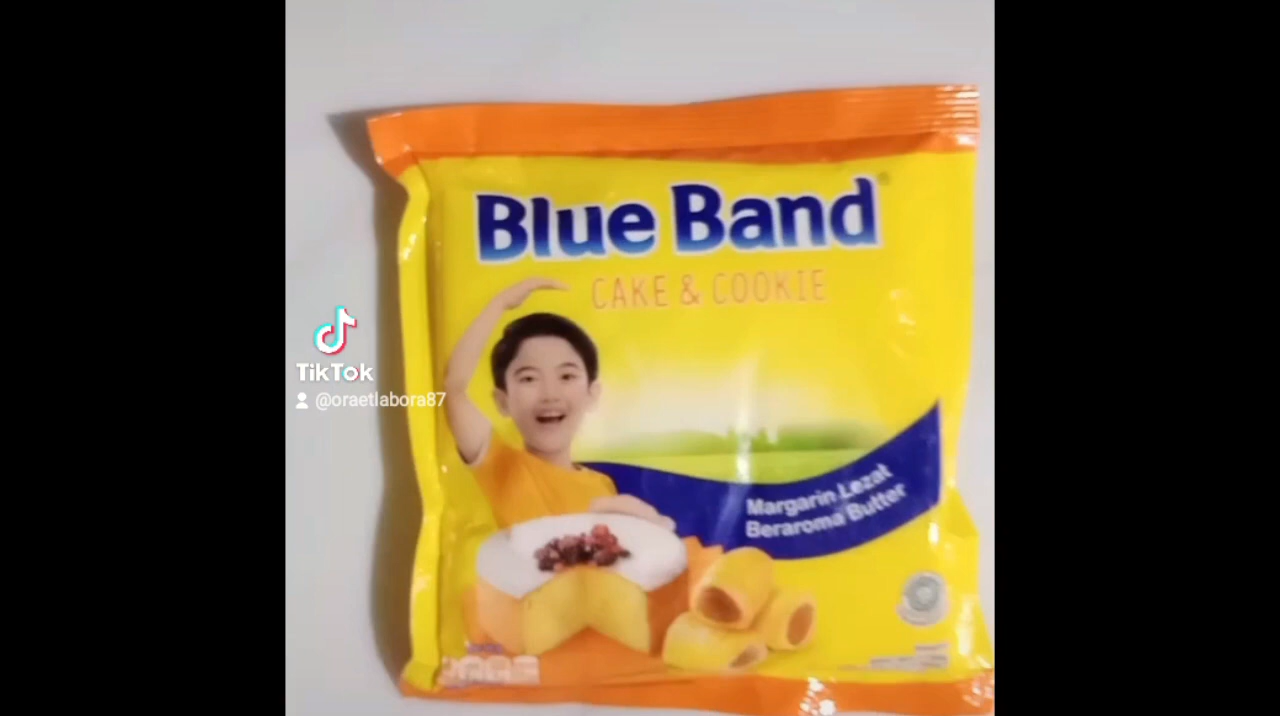 Blue Band
CAKE & COOKIE
TikTok
@oraetlabora87
Margarin Lezat
Beraroma Butter